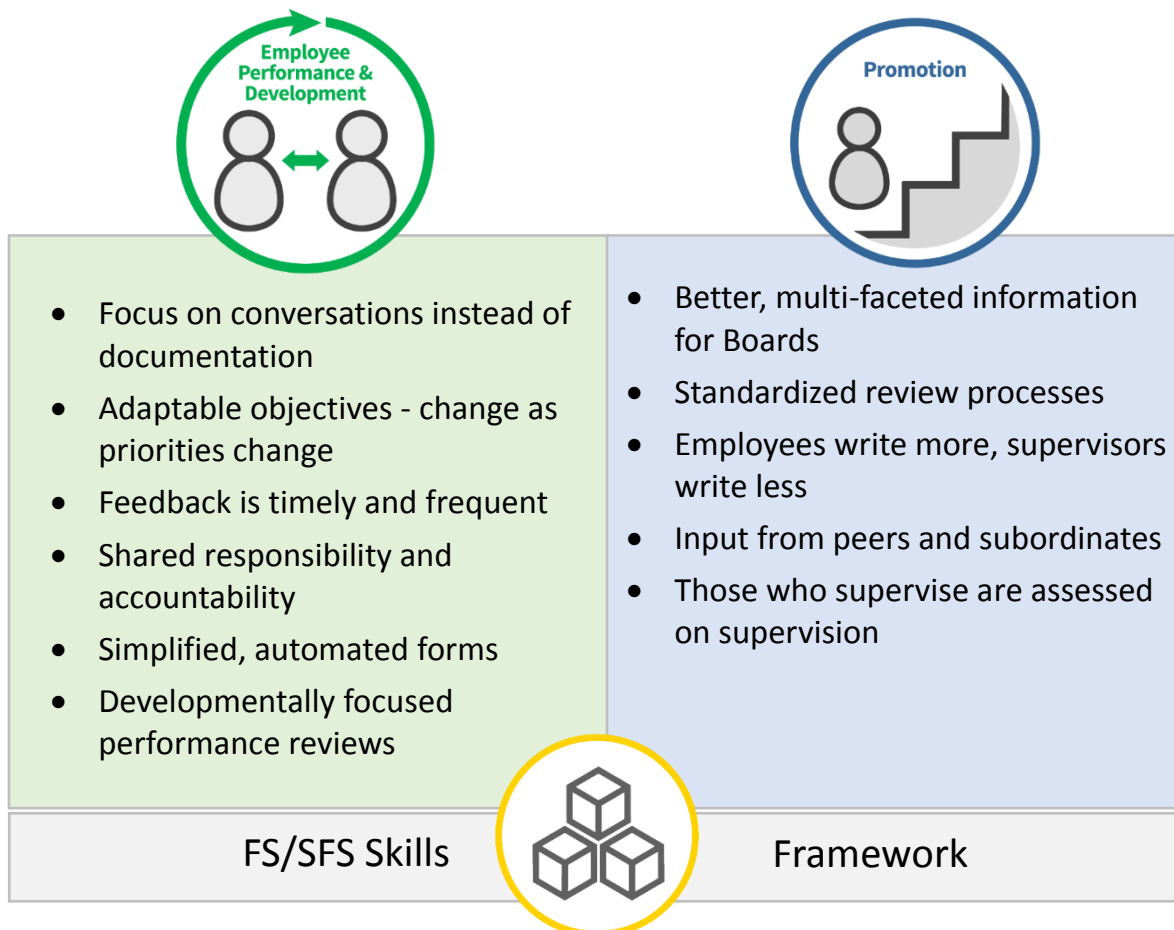 Employee
Performance &
Development
• Focus on conversations instead of
documentation
• Adaptable objectives - change as
priorities change
• Feedback is timely and frequent
• Shared responsibility and
accountability
• Simplified, automated forms
• Developmentally focused
performance reviews
Promotion
• Better, multi-faceted information
for Boards
• Standardized review processes
• Employees write more, supervisors
write less
• Input from peers and subordinates
• Those who supervise are assessed
on supervision
FS/SFS Skills
Framework